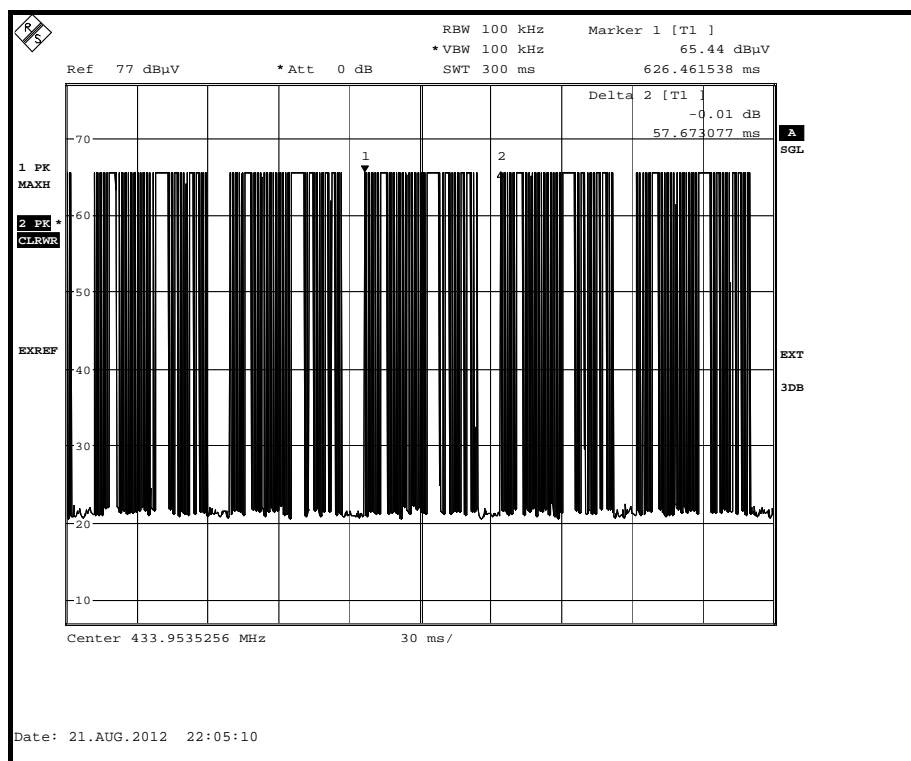 R S
RBW 100 kHz Marker 1 [T1 ]
*VBW 100 kHz 65.44 dBµV
Ref 77 dBµV *Att 0 dB SWT 300 ms 626.461538 ms
Delta 2 [T1 ]
-0.01 dB
57.673077 ms
A
SGL
70
1 PK
MAXH
1
2
60
2 PK *
CLRWR
50
EXREF
EXT
40
3DB
30
20
10
Center 433.9535256 MHz 30 ms/
Date: 21.AUG.2012 22:05:10